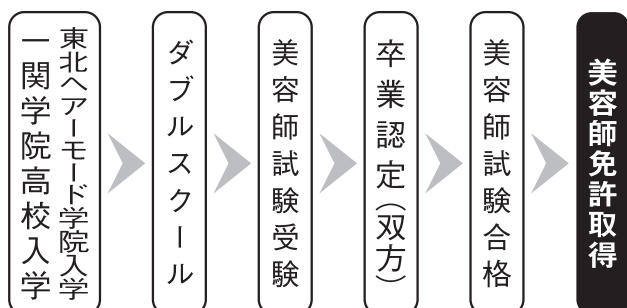 東北ヘアーモード学院入学
一関学院高校入学
ダブルスクール
美容師試験受験
卒業認定（双方）
美容師試験合格
美容師免許取得